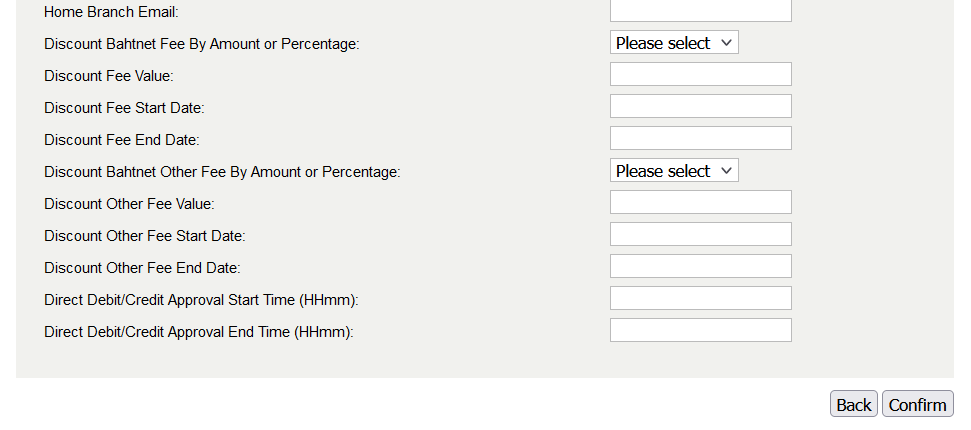 Home Branch Email:
Discount Bahtnet Fee By Amount or Percentage: Please select
Discount Fee Value:
Discount Fee Start Date:
Discount Fee End Date:
Discount Bahtnet Other Fee By Amount or Percentage: Please select
Discount Other Fee Value:
Discount Other Fee Start Date:
Discount Other Fee End Date:
Direct Debit/Credit Approval Start Time (HHmm):
Direct Debit/Credit Approval End Time (HHmm):
Back Confirm